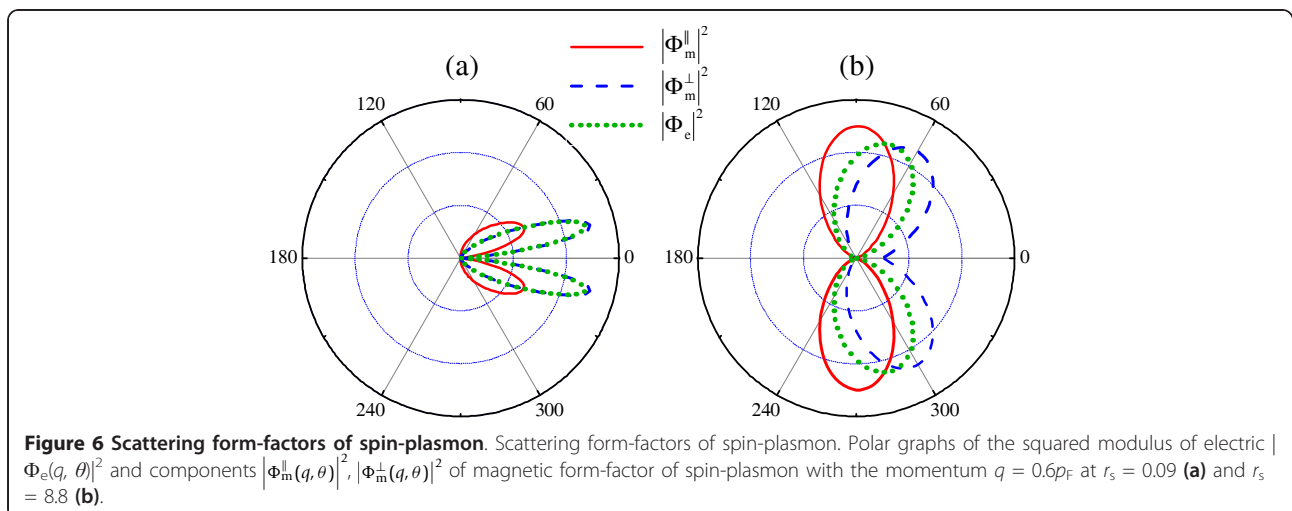 (a)
(b)
|Φ_m^∥|^2
|Φ_m^⊥|^2
|Φ_e|^2
120
60
180
0
240
300
120
60
180
0
240
300
Figure 6 Scattering form-factors of spin-plasmon. Scattering form-factors of spin-plasmon. Polar graphs of the squared modulus of electric |
Φ_e(q, θ)|^2 and components |Φ_m^∥(q, θ)|^2, |Φ_m^⊥(q, θ)|^2 of magnetic form-factor of spin-plasmon with the momentum q = 0.6p_F at r_s = 0.09 (a) and r_s
= 8.8 (b).